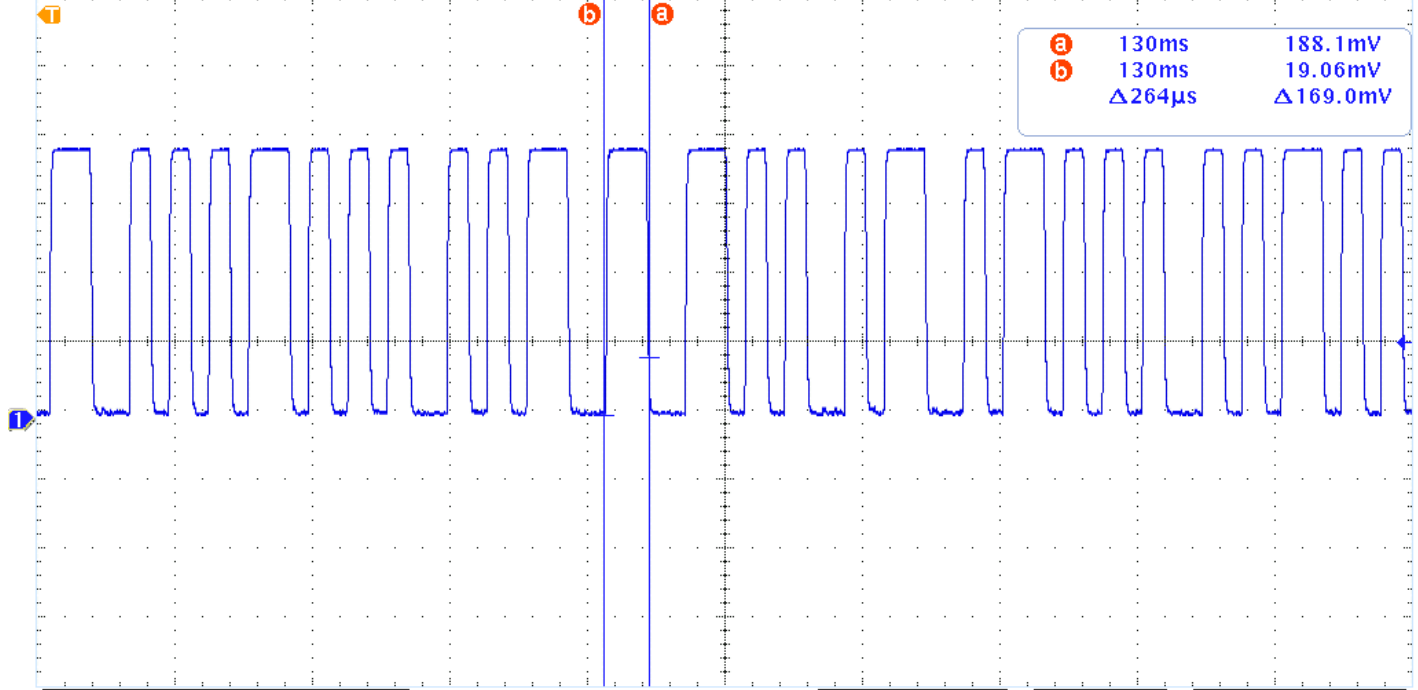 T
b a
a 130ms 188.1mV
b 130ms 19.06mV
Δ264µs Δ169.0mV
1